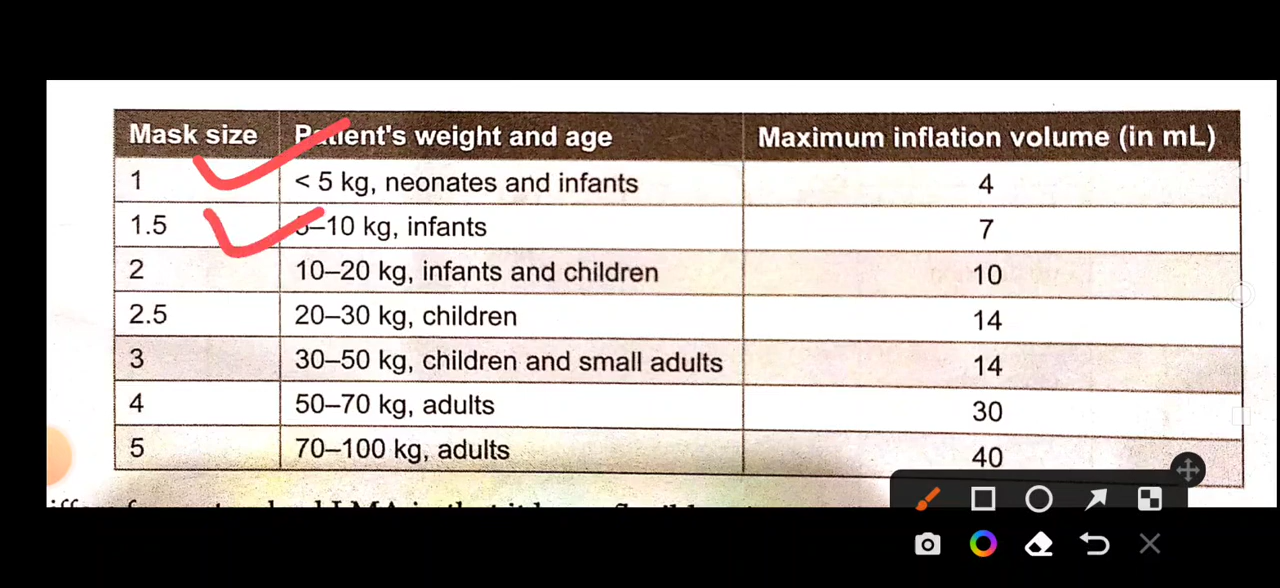 Mask size Patient's weight and age Maximum inflation volume (in mL)
1 < 5 kg, neonates and infants 4
1.5 5–10 kg, infants 7
2 10–20 kg, infants and children 10
2.5 20–30 kg, children 14
3 30–50 kg, children and small adults 14
4 50–70 kg, adults 30
5 70–100 kg, adults 40